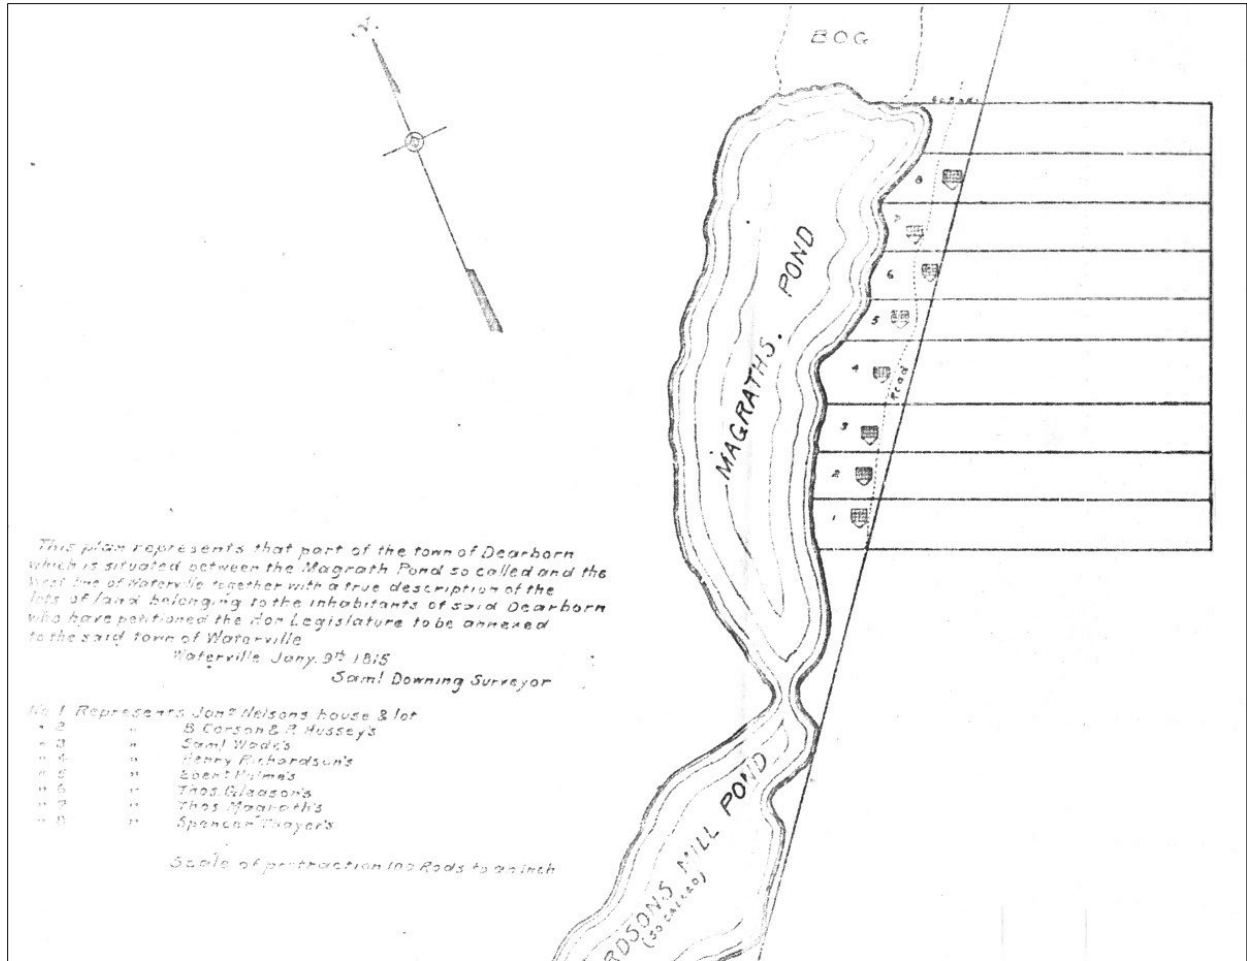 N.
BOG
8
7
6
5
4
3
2
1
Road
MAGRATHS. POND
This plan represents that part of the town of Dearborn
which is situated between the Magrath Pond so called and the
West line of Waterville together with a true description of the
lots of land belonging to the inhabitants of said Dearborn
who have petitioned the Hon Legislature to be annexed
to the said town of Waterville
Waterville Jany. 9th 1815
Saml Downing Surveyor
No 1 Represents Jona Nelsons house & lot
" 2 " B Corson & R Hussey's
" 3 " Saml Wade's
" 4 " Henry Richardson's
" 5 " Ebent Holme's
" 6 " Thos. Gleason's
" 7 " Thos Magrath's
" 8 " Spencer Thayer's
Scale of protraction 100 Rods to an inch
RDSONS MILL POND
(SO CALLED)